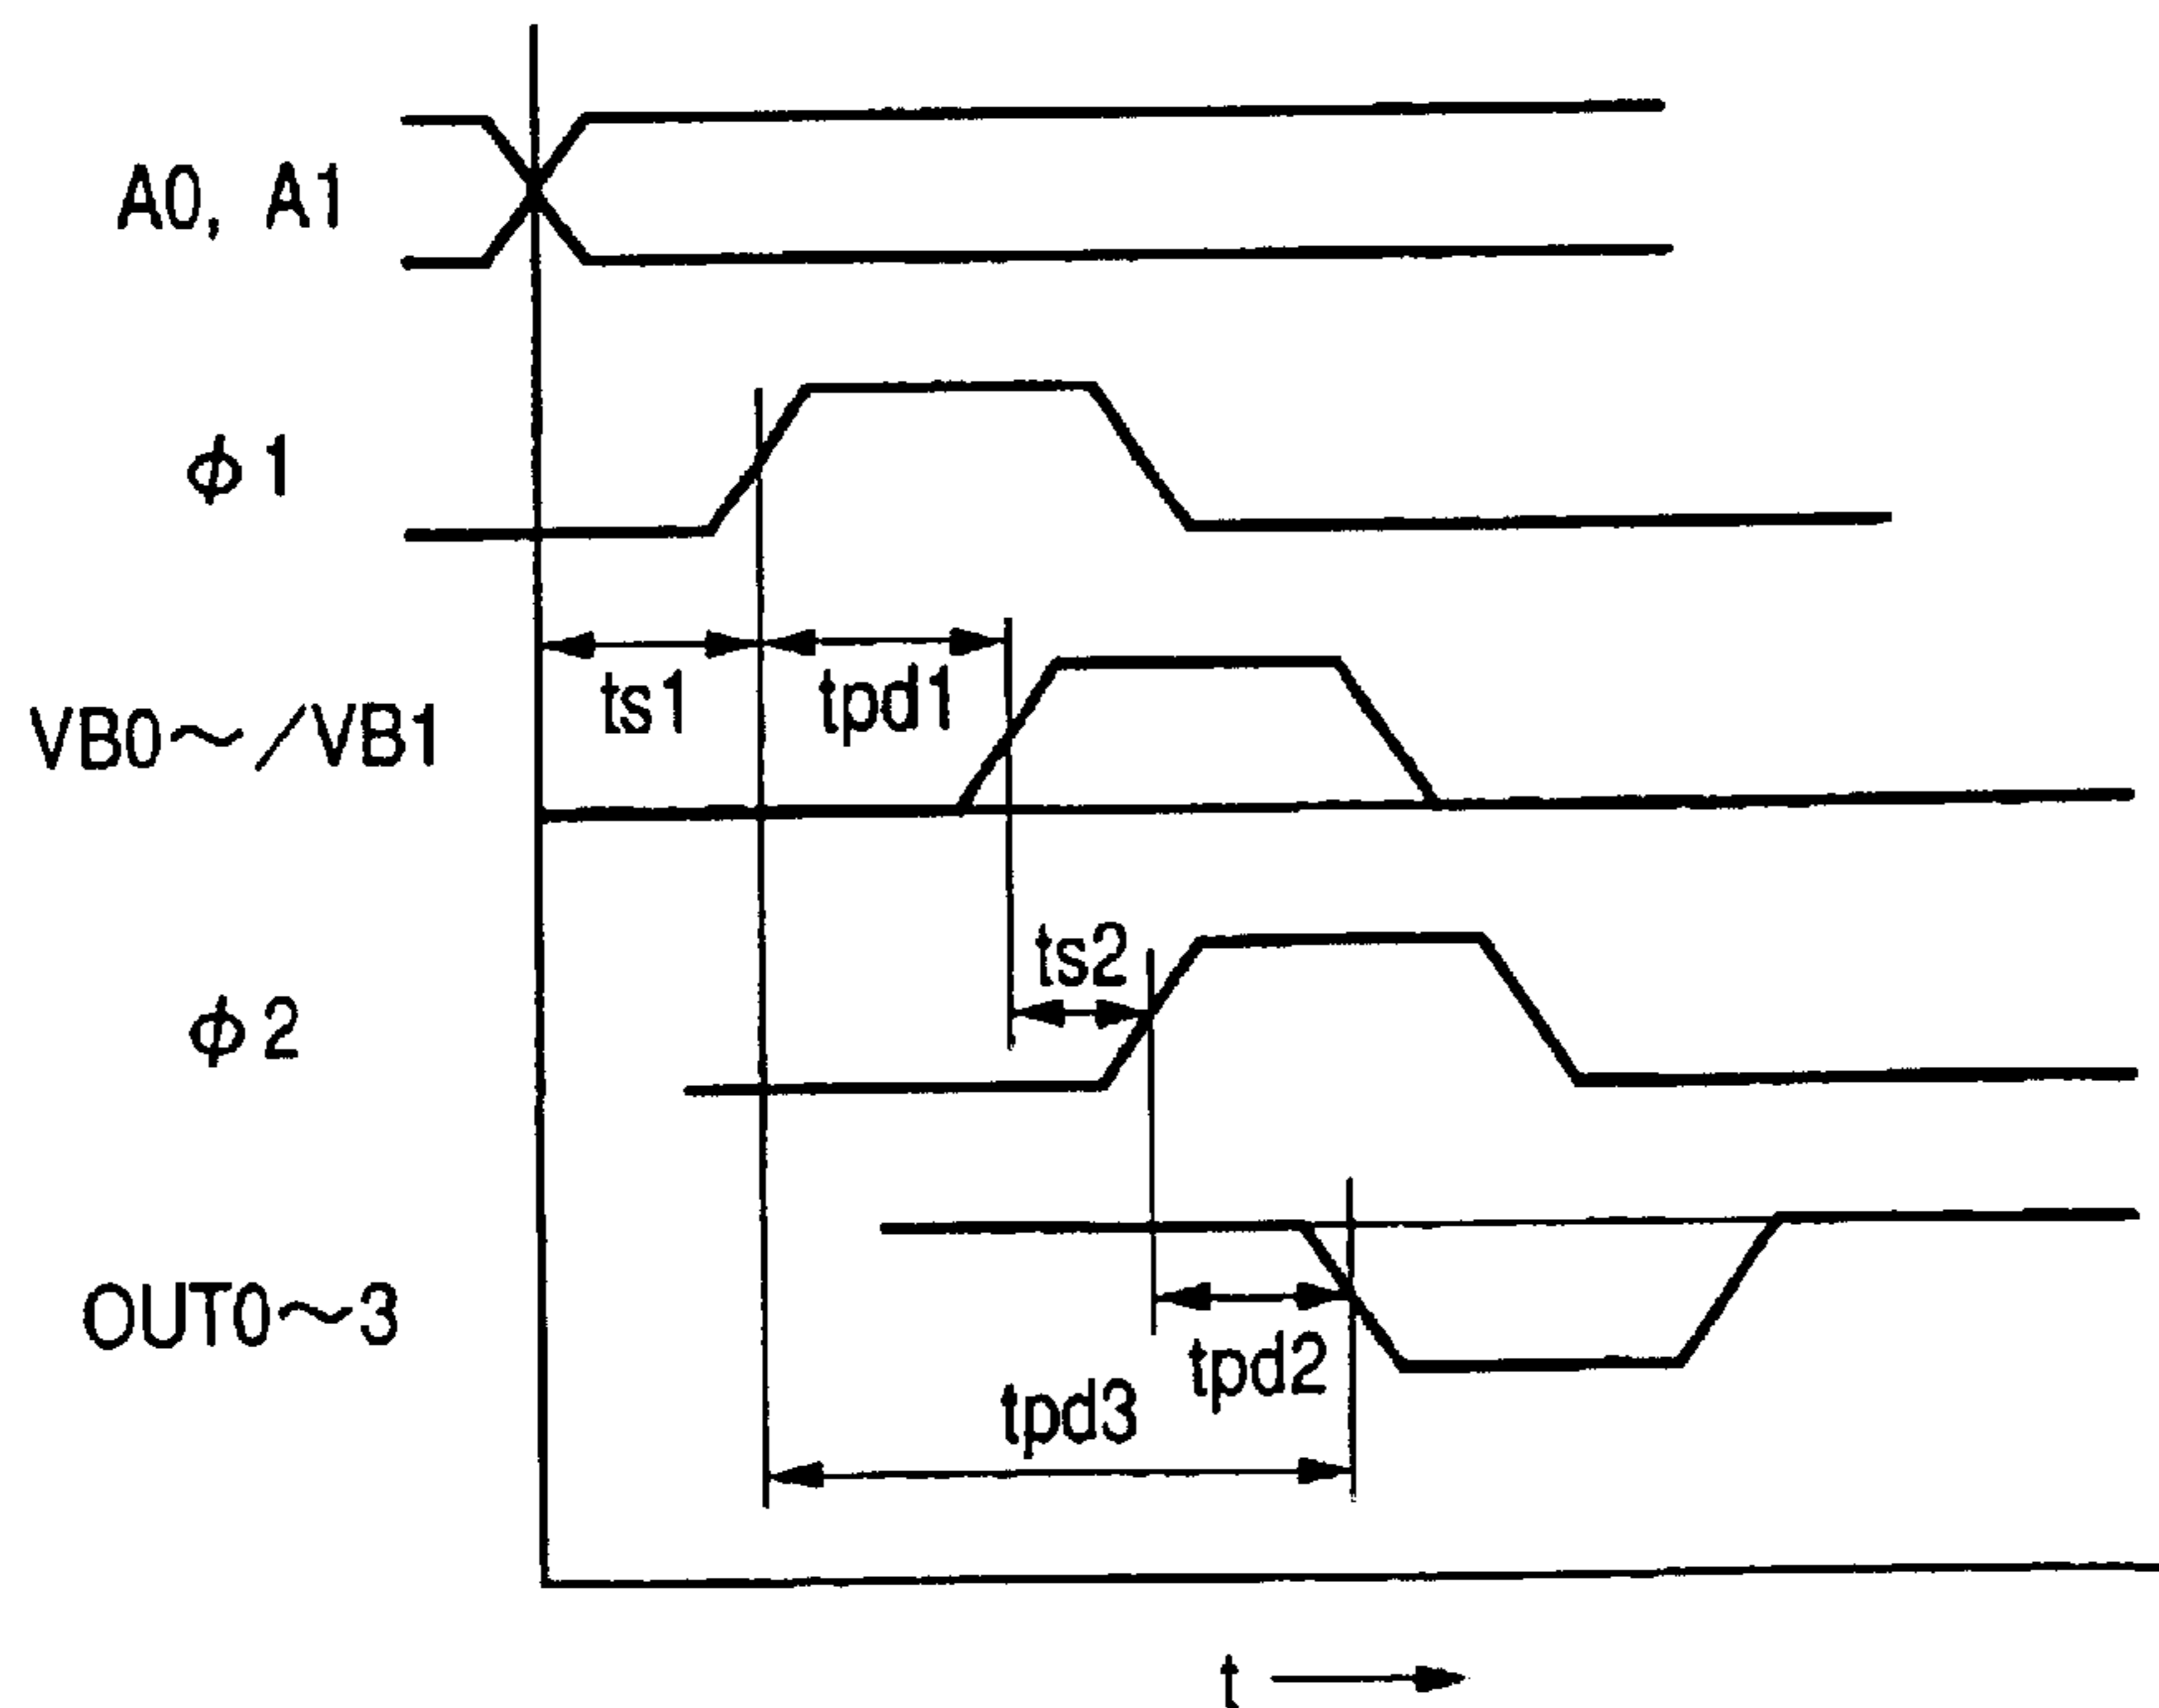 A0, A1
ϕ1
ts1
tpd1
VB0～/VB1
ts2
ϕ2
OUT0～3
tpd2
tpd3
t